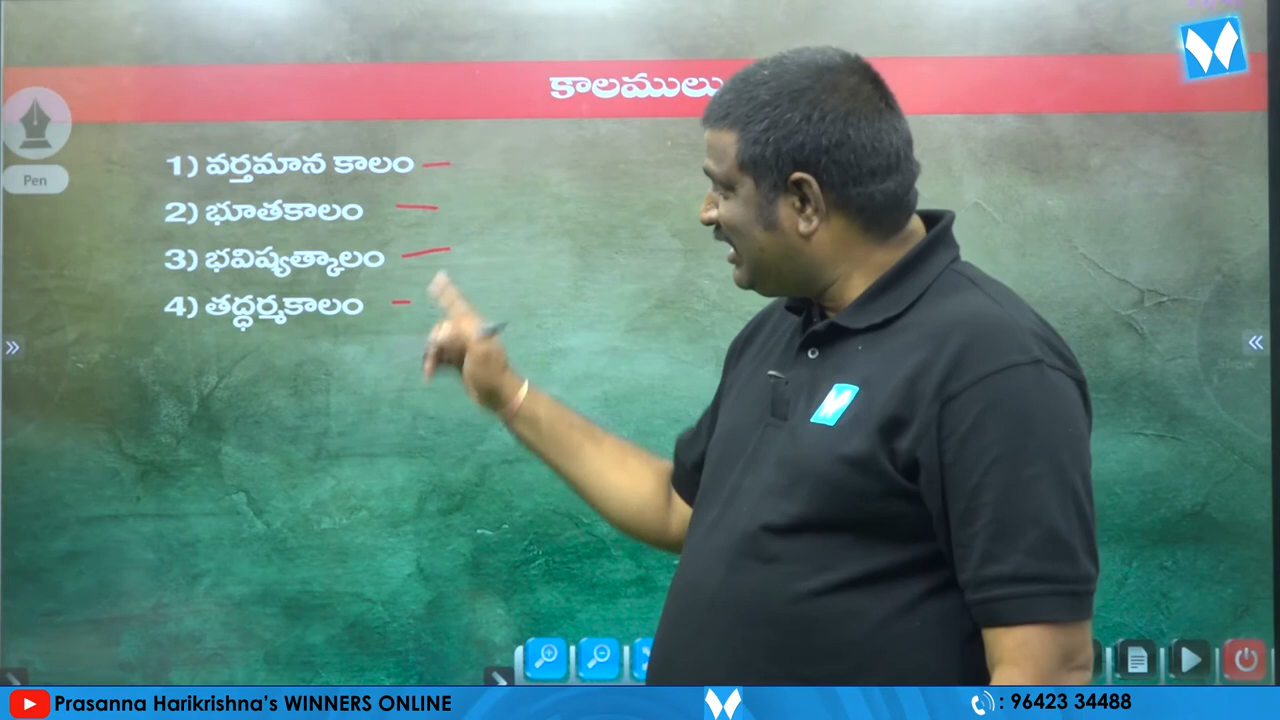 కాలములు
1) వర్తమాన కాలం
Pen
2) భూతకాలం
3) భవిష్యత్కాలం
4) తద్ధర్మకాలం
Prasanna Harikrishna's WINNERS ONLINE
: 96423 34488